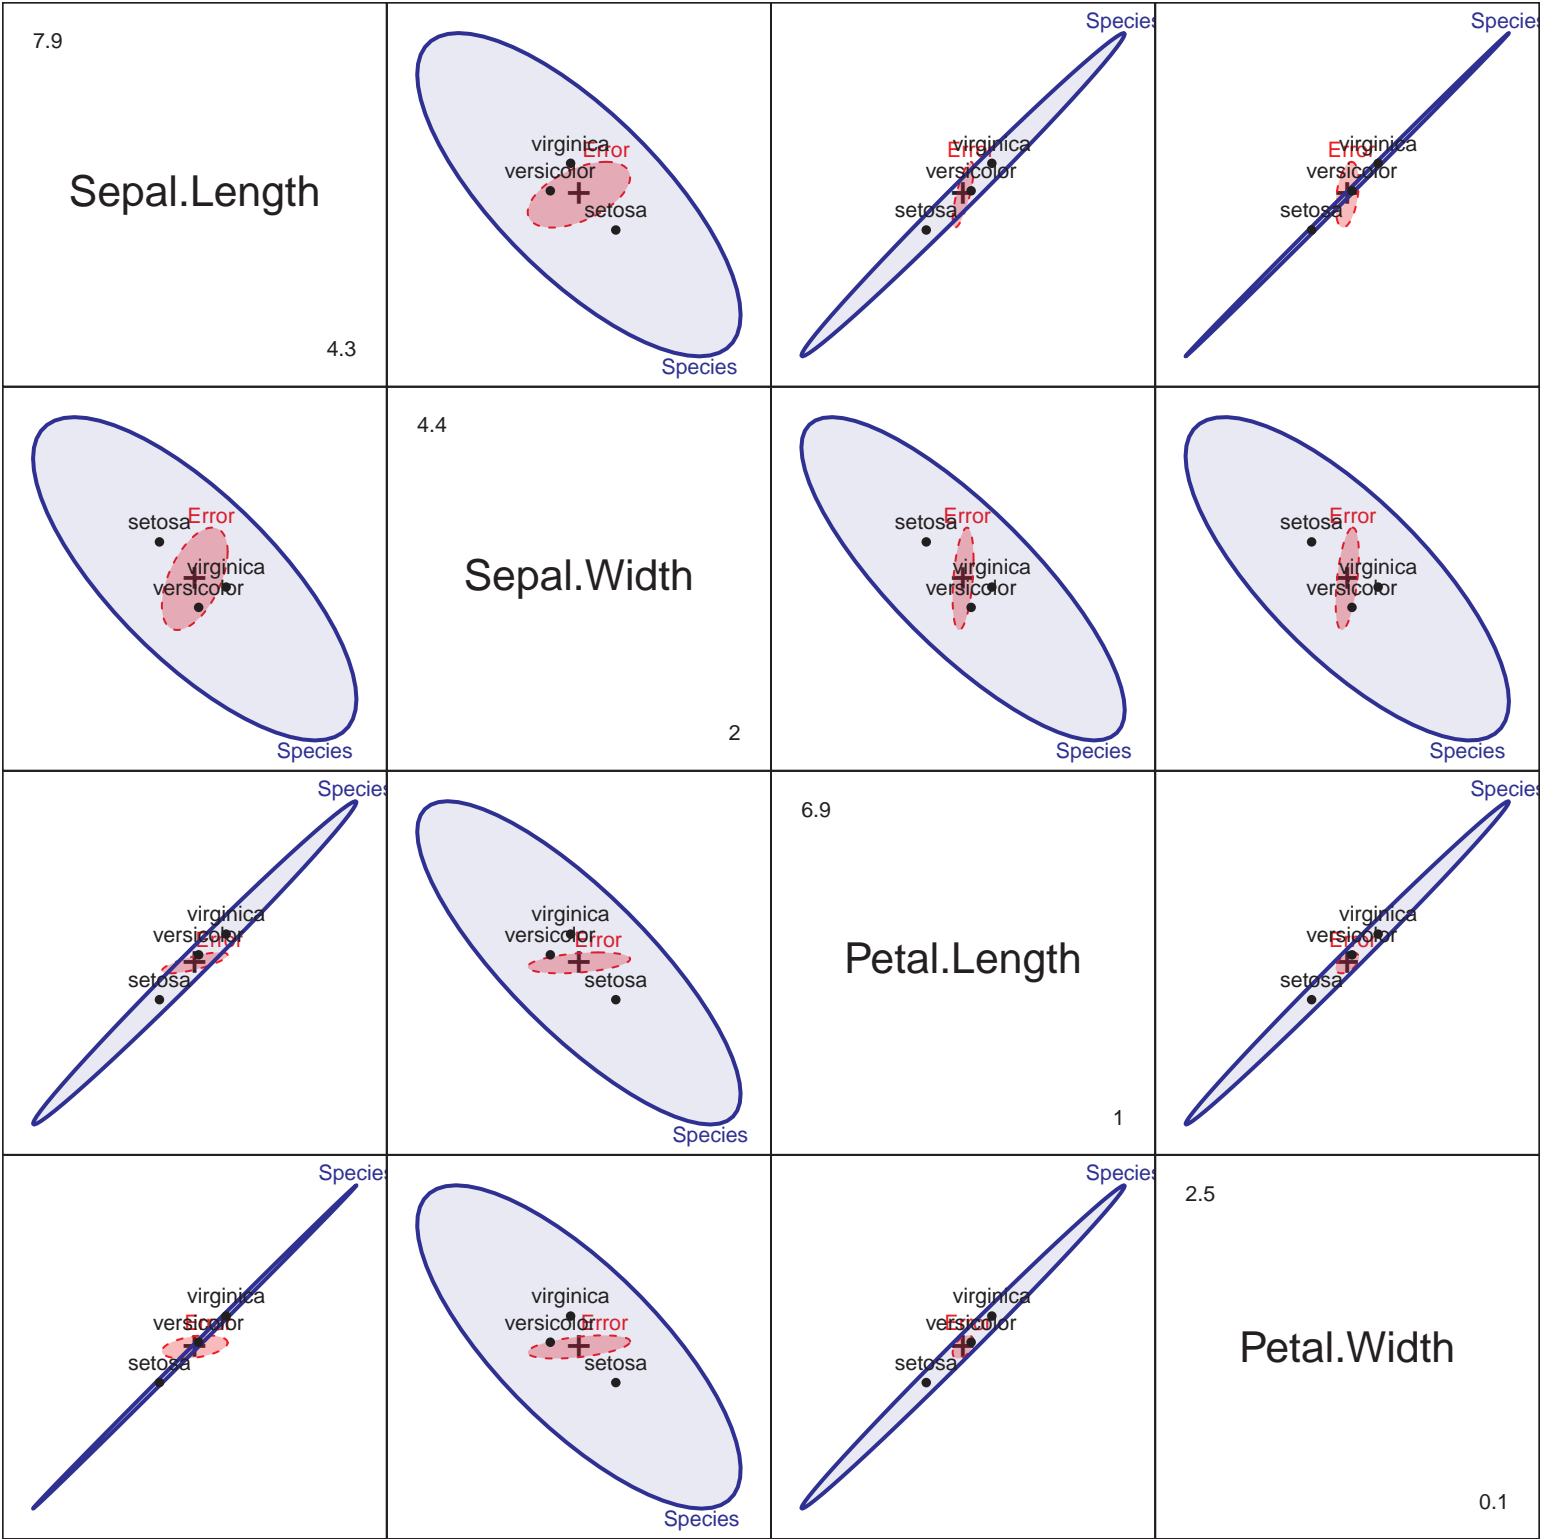 7.9
Sepal.Length
4.3
virginica
Error
versicolor
setosa
Species
Species
virginica
Error
versicolor
setosa
Species
virginica
Error
versicolor
setosa
setosa
Error
virginica
versicolor
Species
4.4
Sepal.Width
2
setosa
Error
virginica
versicolor
Species
setosa
Error
virginica
versicolor
Species
Species
virginica
versicolor
Error
setosa
virginica
versicolor
Error
setosa
Species
6.9
Petal.Length
1
Species
virginica
versicolor
Error
setosa
Species
virginica
versicolor
Error
setosa
virginica
versicolor
Error
setosa
Species
Species
virginica
versicolor
Error
setosa
2.5
Petal.Width
0.1